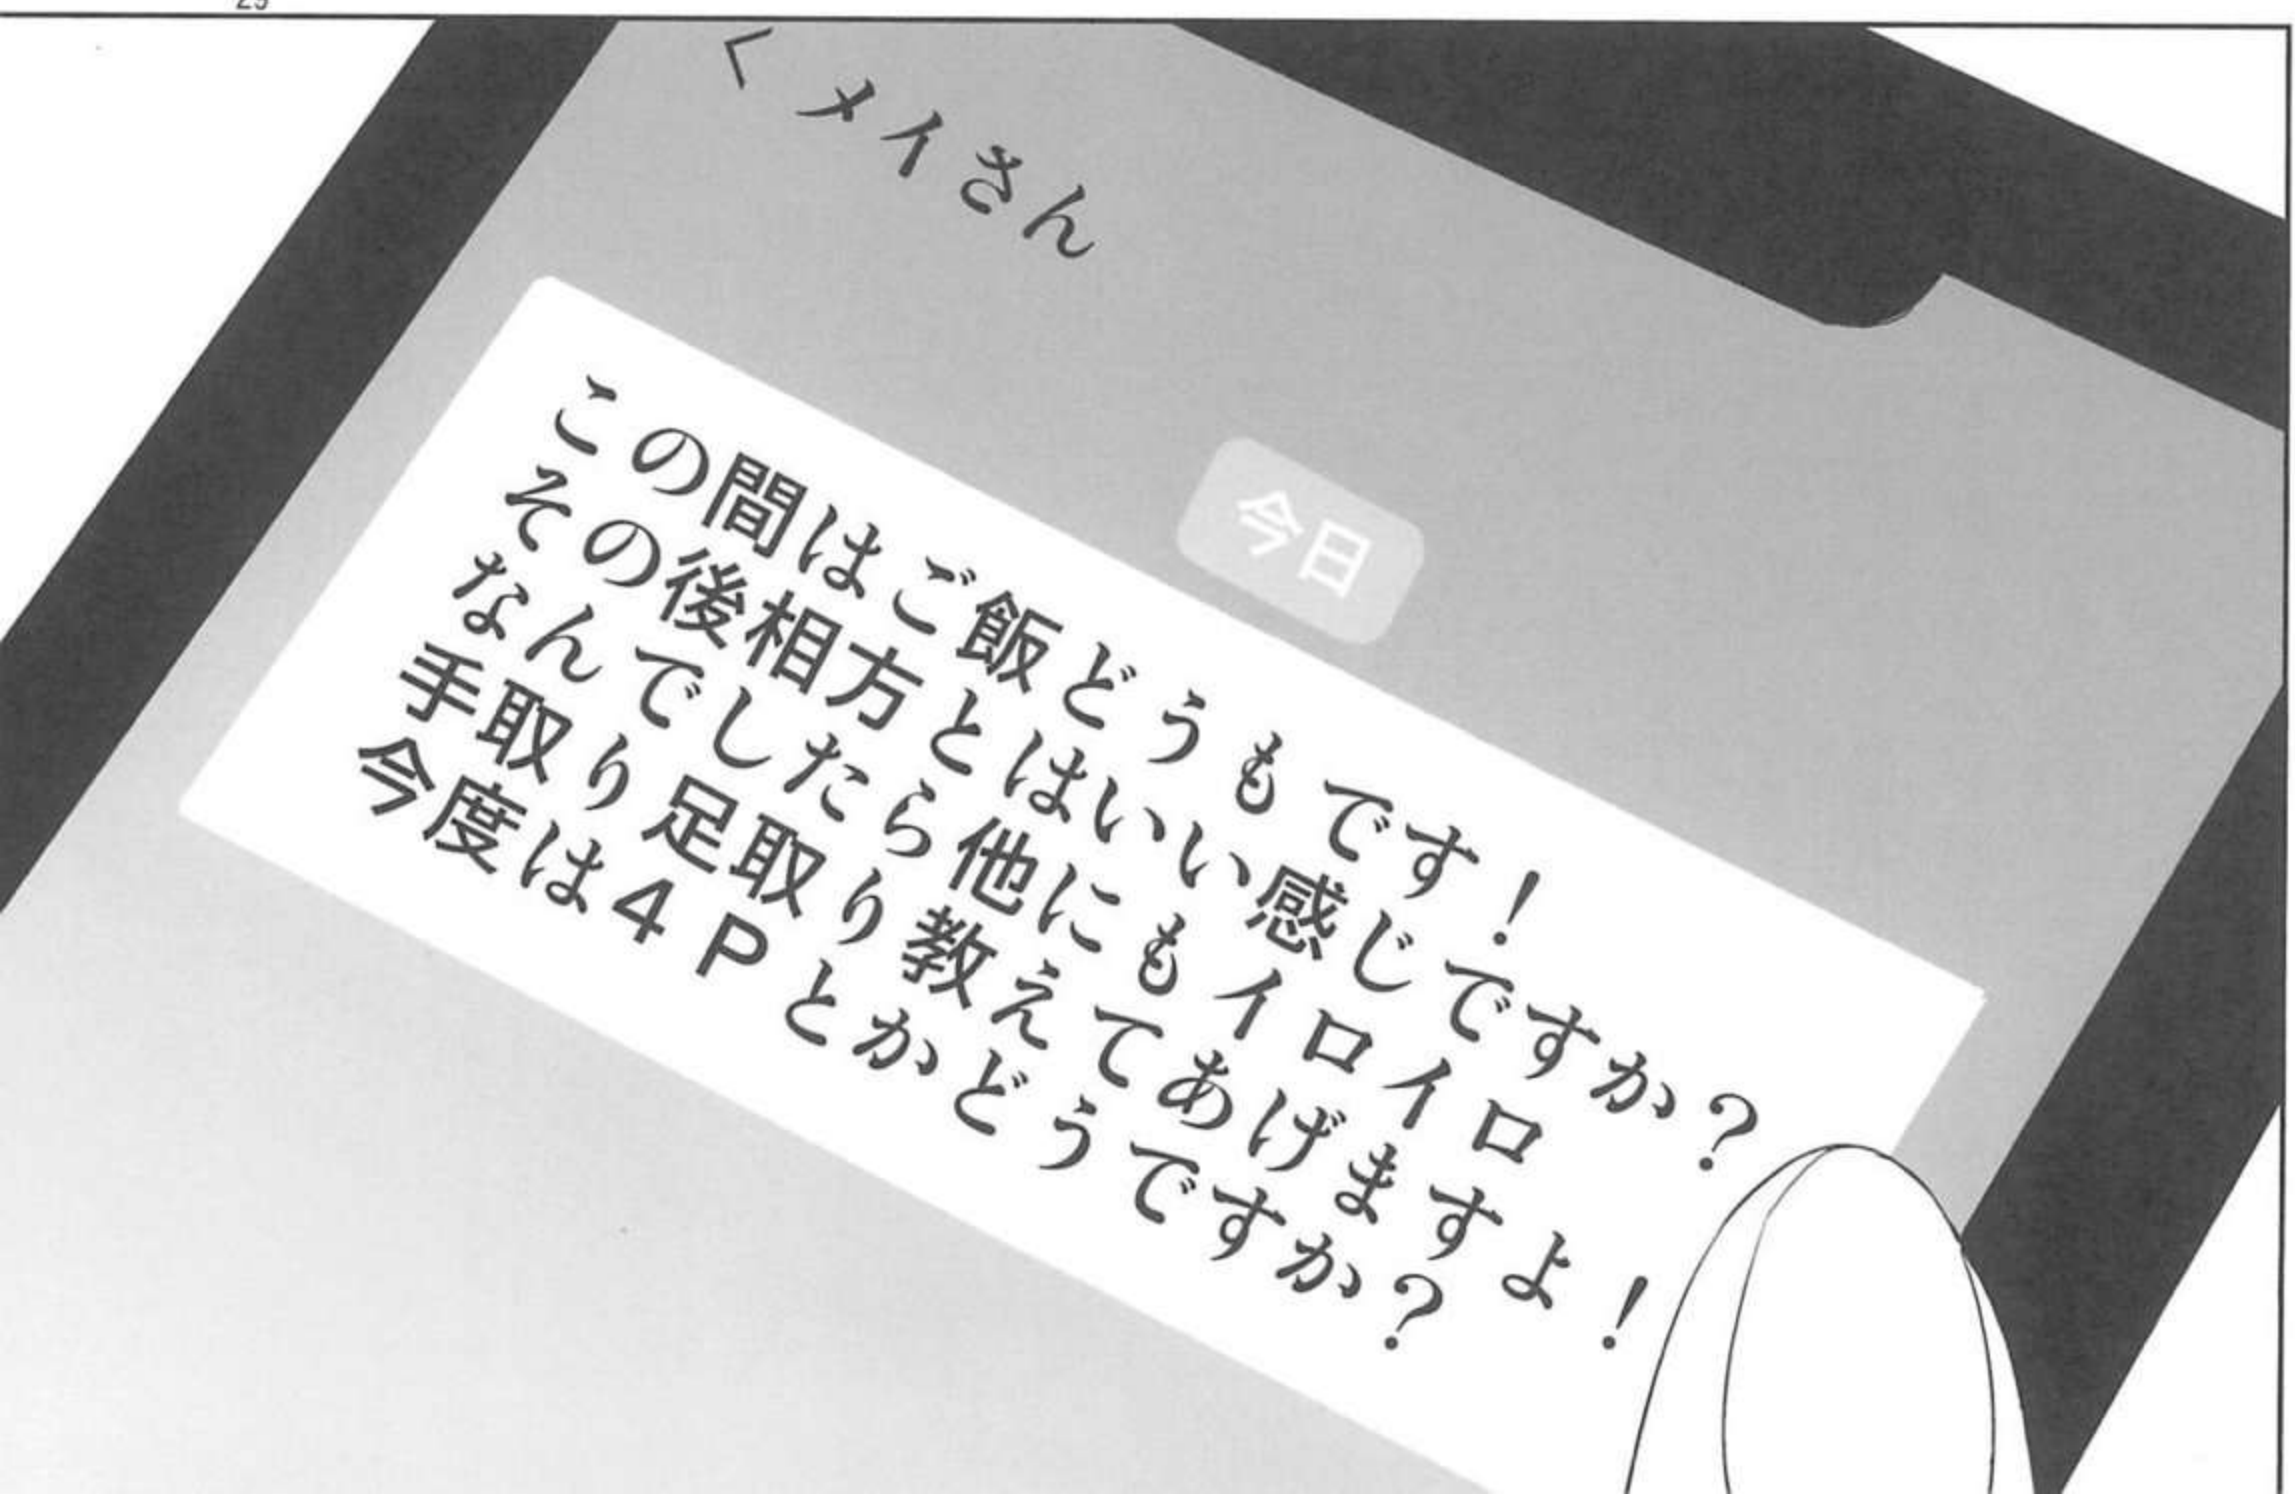 く メイさん
今日
この間はご飯どうもです！
その後相方とはいい感じですか？
なんでしたら他にもイロイロ
手取り足取り教えてあげますよ！
今度は４Ｐとかどうですか？